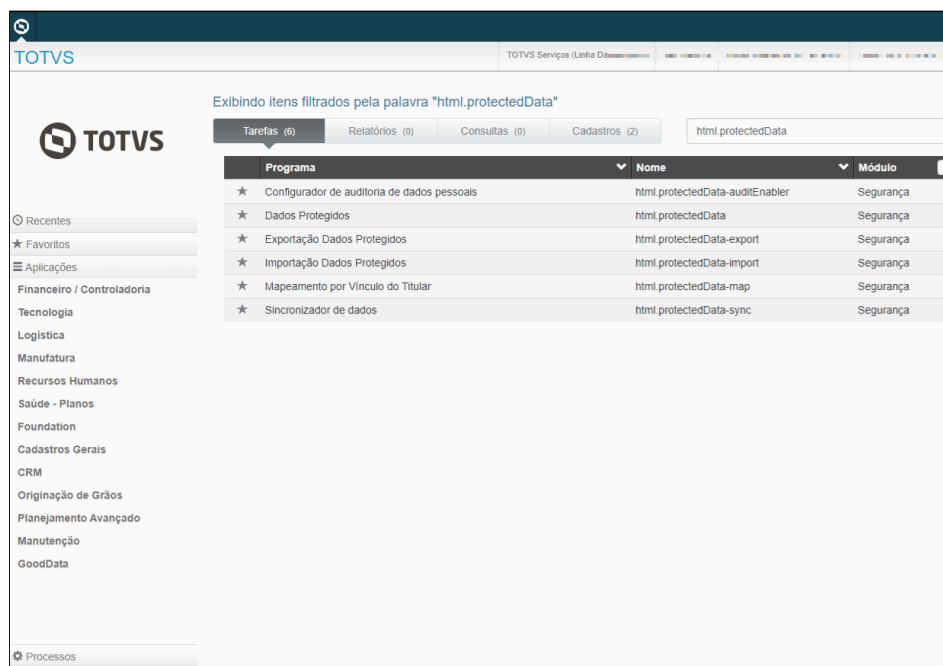 TOTVS
TOTVS Serviços (Linha Da
TOTVS
Exibindo itens filtrados pela palavra "html.protectedData"
Tarefas (6) Relatórios (0) Consultas (0) Cadastros (2) html.protectedData
Programa Nome Módulo
Configurador de auditoria de dados pessoais html.protectedData-auditEnabler Segurança
Dados Protegidos html.protectedData Segurança
Exportação Dados Protegidos html.protectedData-export Segurança
Importação Dados Protegidos html.protectedData-import Segurança
Mapeamento por Vínculo do Titular html.protectedData-map Segurança
Sincronizador de dados html.protectedData-sync Segurança
Recentes
Favoritos
Aplicações
Financeiro / Controladoria
Tecnologia
Logística
Manufatura
Recursos Humanos
Saúde - Planos
Foundation
Cadastros Gerais
CRM
Originação de Grãos
Planejamento Avançado
Manutenção
GoodData
Processos